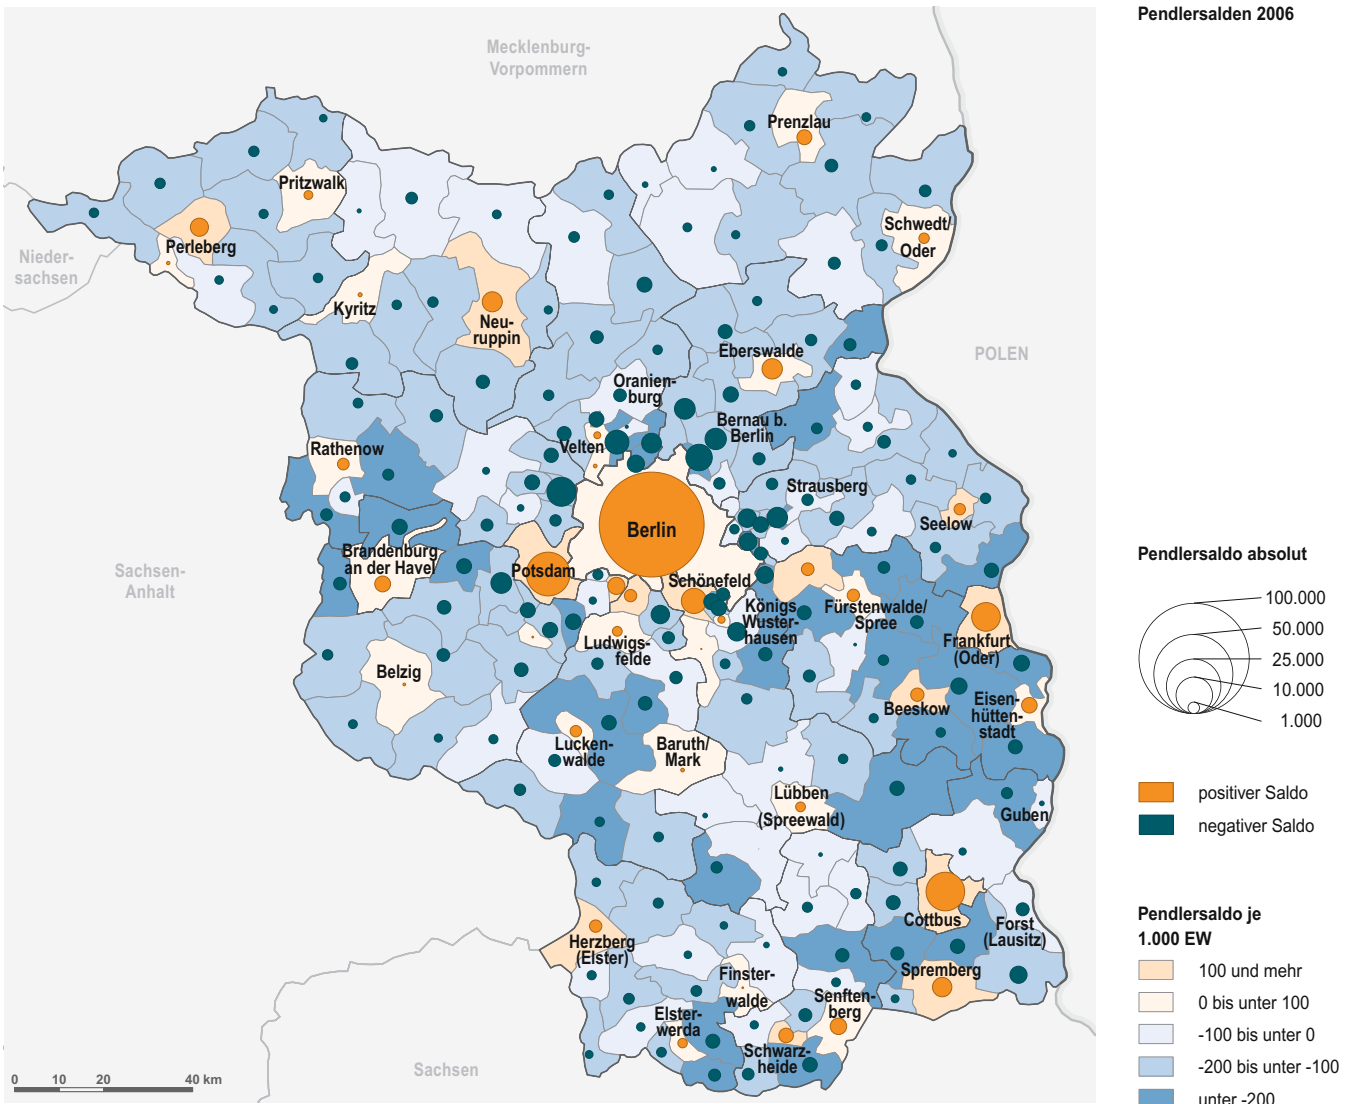 Pendlersalden 2006
Mecklenburg-
Vorpommern
Prenzlau
Pritzwalk
Schwedt/
Oder
Perleberg
Nieder-
sachsen
Kyritz
Neu-
ruppin
POLEN
Eberswalde
Oranien-
burg
Bernau b.
Berlin
Velten
Rathenow
Strausberg
Seelow
Berlin
Brandenburg
an der Havel
Potsdam
Schönefeld
Sachsen-
Anhalt
Königs
Wuster-
hausen
Fürstenwalde/
Spree
Frankfurt
(Oder)
Ludwigs-
felde
Belzig
Beeskow
Eisen-
hütten-
stadt
Lucken-
walde
Baruth/
Mark
Lübben
(Spreewald)
Guben
Cottbus
Forst
(Lausitz)
Herzberg
(Elster)
Finster-
walde
Spremberg
Senften-
berg
Elster-
werda
Schwarz-
heide
Sachsen
0 10 20 40 km
Pendlersaldo absolut
100.000
50.000
25.000
10.000
1.000
positiver Saldo
negativer Saldo
Pendlersaldo je
1.000 EW
100 und mehr
0 bis unter 100
-100 bis unter 0
-200 bis unter -100
unter -200